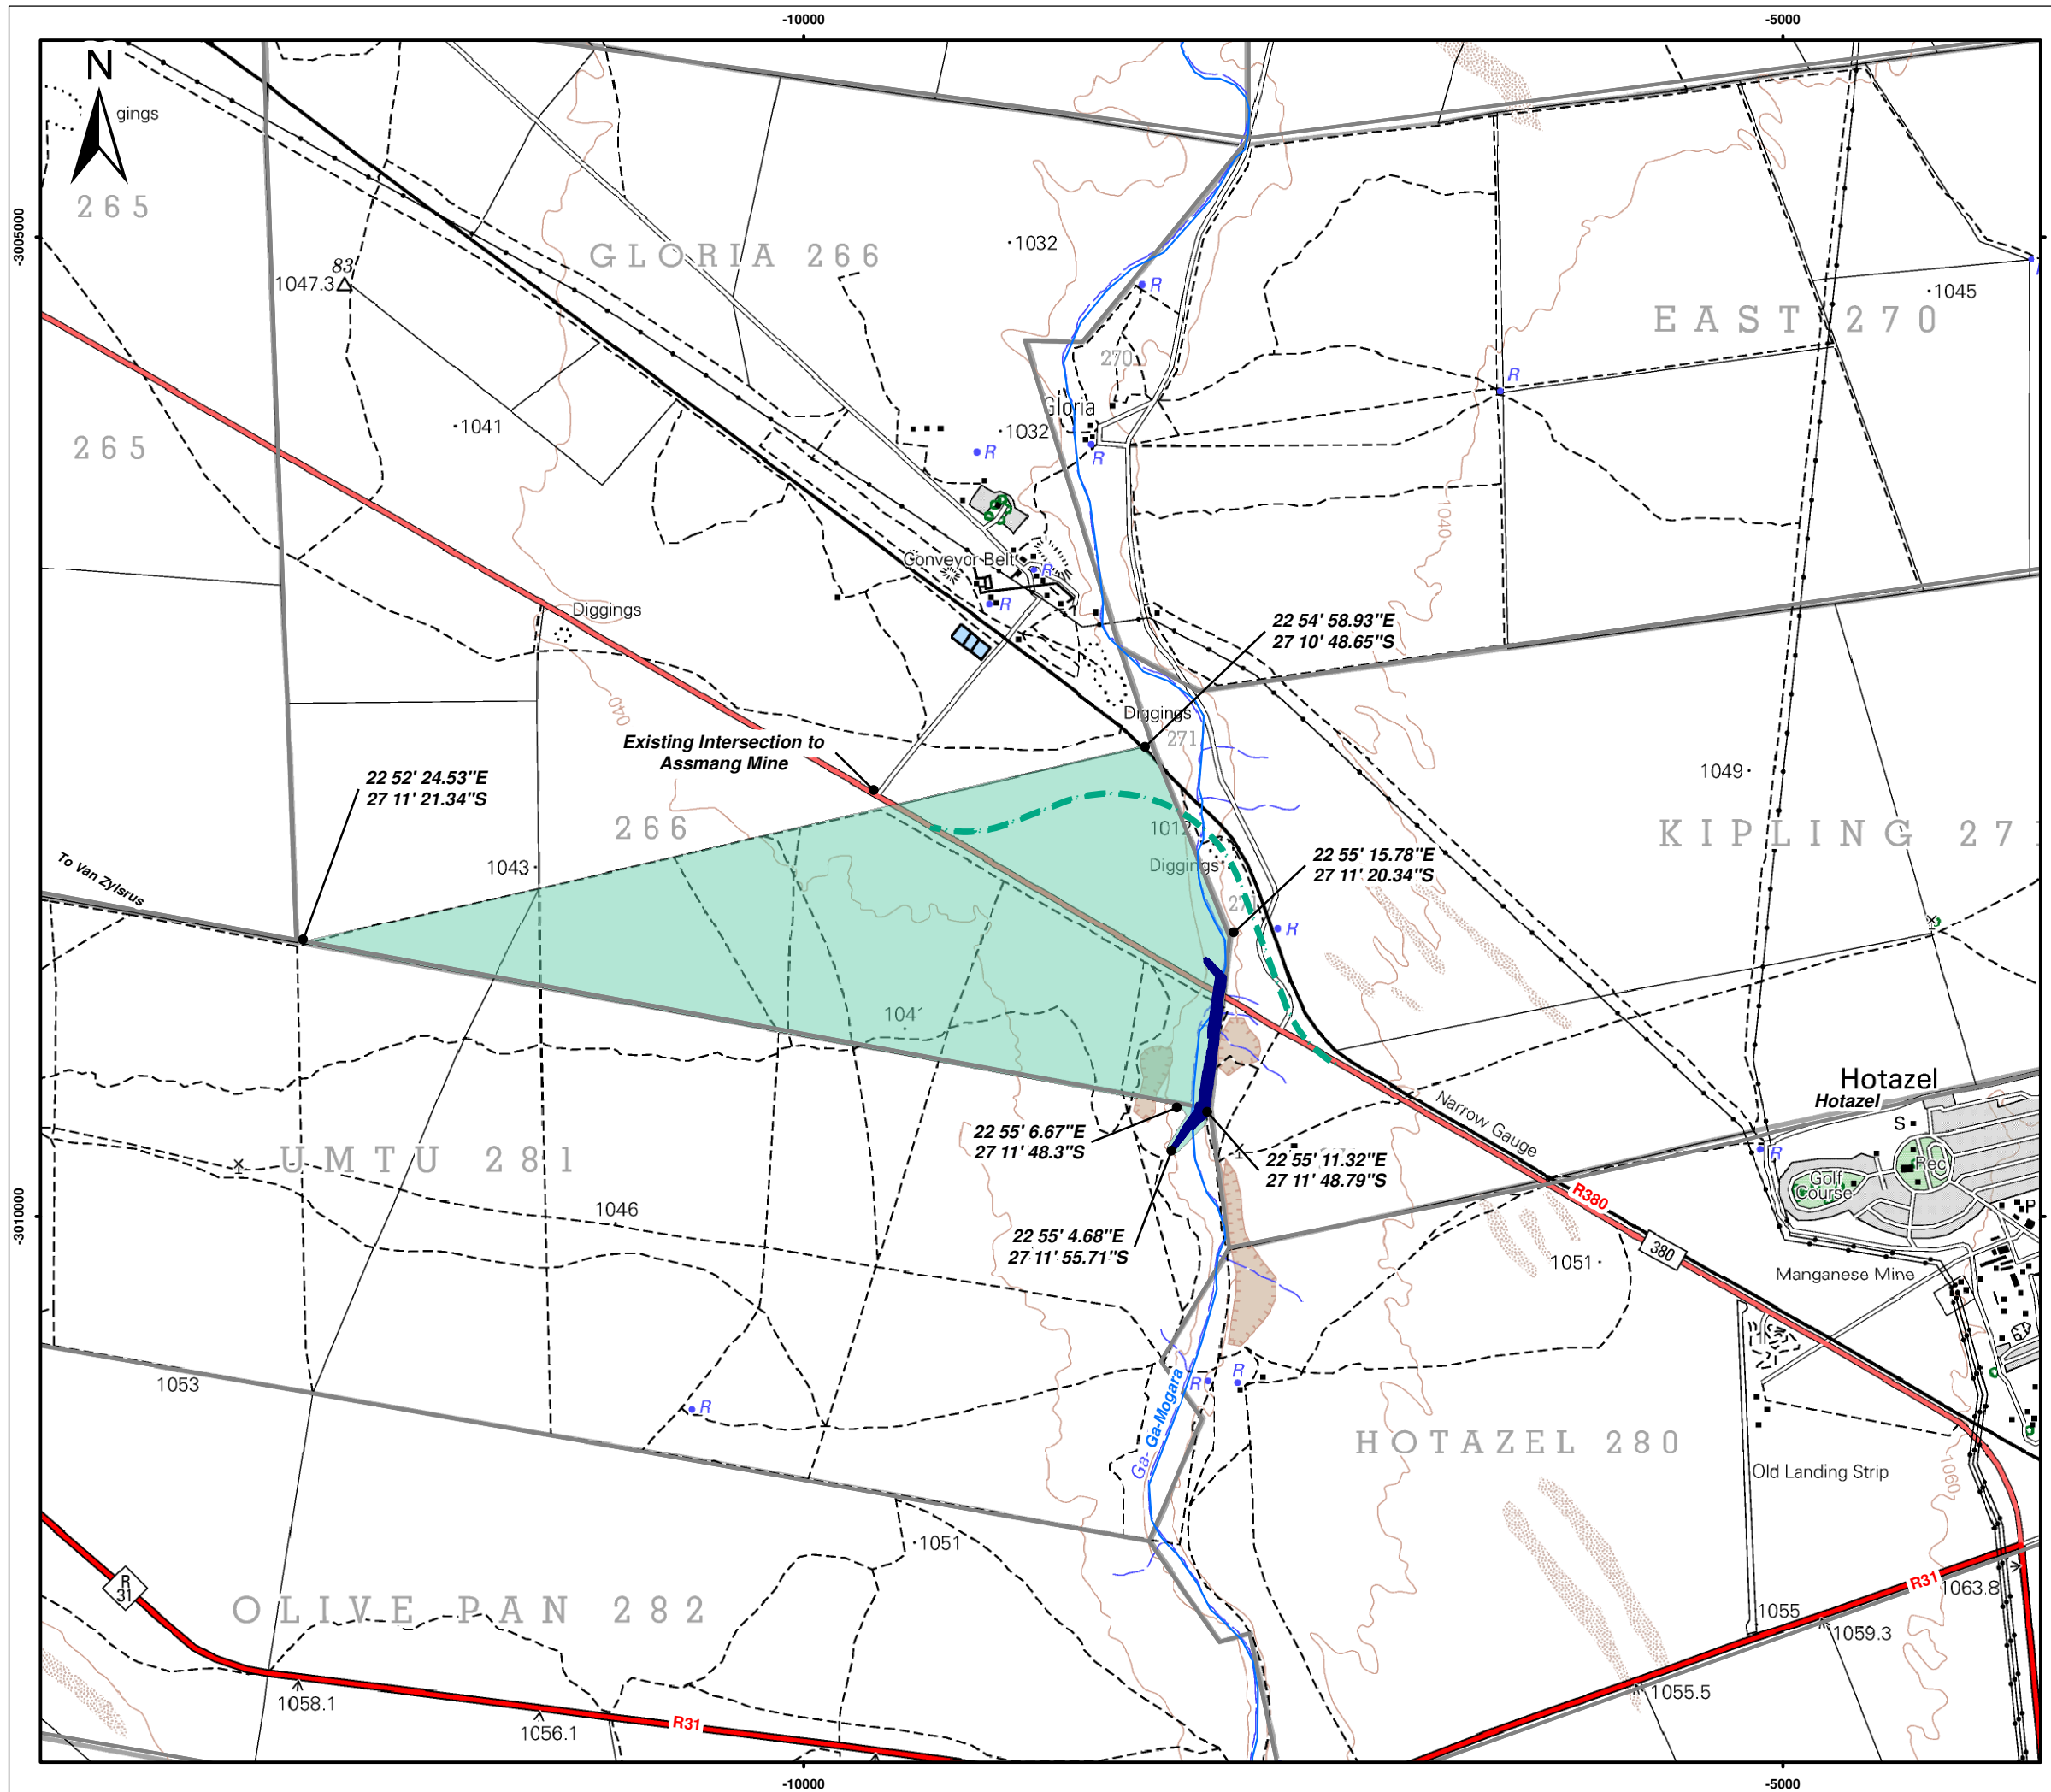 -10000
-5000
N
gings
265
-3005000
GLORIA 266
1032
83
1047.3
R
1045
EAST 270
270
R
Gloria
1041
1032
R
R
265
1040
Conveyor Belt
R
R
Diggings
22 54' 58.93"E
27 10' 48.65"S
040
Diggings
271
Existing Intersection to
Assmang Mine
1049
22 52' 24.53"E
27 11' 21.34"S
266
1012
KIPLING 271
1043
Diggings
22 55' 15.78"E
27 11' 20.34"S
To Van Zylsrus
27
R
1041
Hotazel
Hotazel
Narrow Gauge
S
22 55' 6.67"E
27 11' 48.3"S
R
Rec
UMTU 281
22 55' 11.32"E
27 11' 48.79"S
Golf
Course
R380
1046
P
-3010000
22 55' 4.68"E
27 11' 55.71"S
380
1051
Manganese Mine
1053
R
R
R
Ga-Mogara
Ga-
HOTAZEL 280
Old Landing Strip
1060
1051
R
31
OLIVE PAN 282
R31
1063.8
1055
1059.3
1058.1
1055.5
1056.1
R31
-10000
-5000